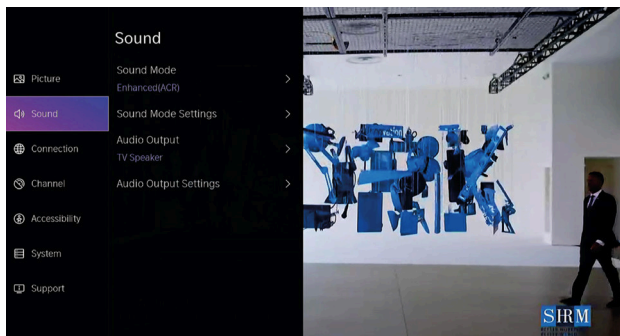 Sound
Picture
Sound
Connection
Channel
Accessibility
System
Support
Sound Mode
Enhanced(ACR)
Sound Mode Settings
Audio Output
TV Speaker
Audio Output Settings
SHRM